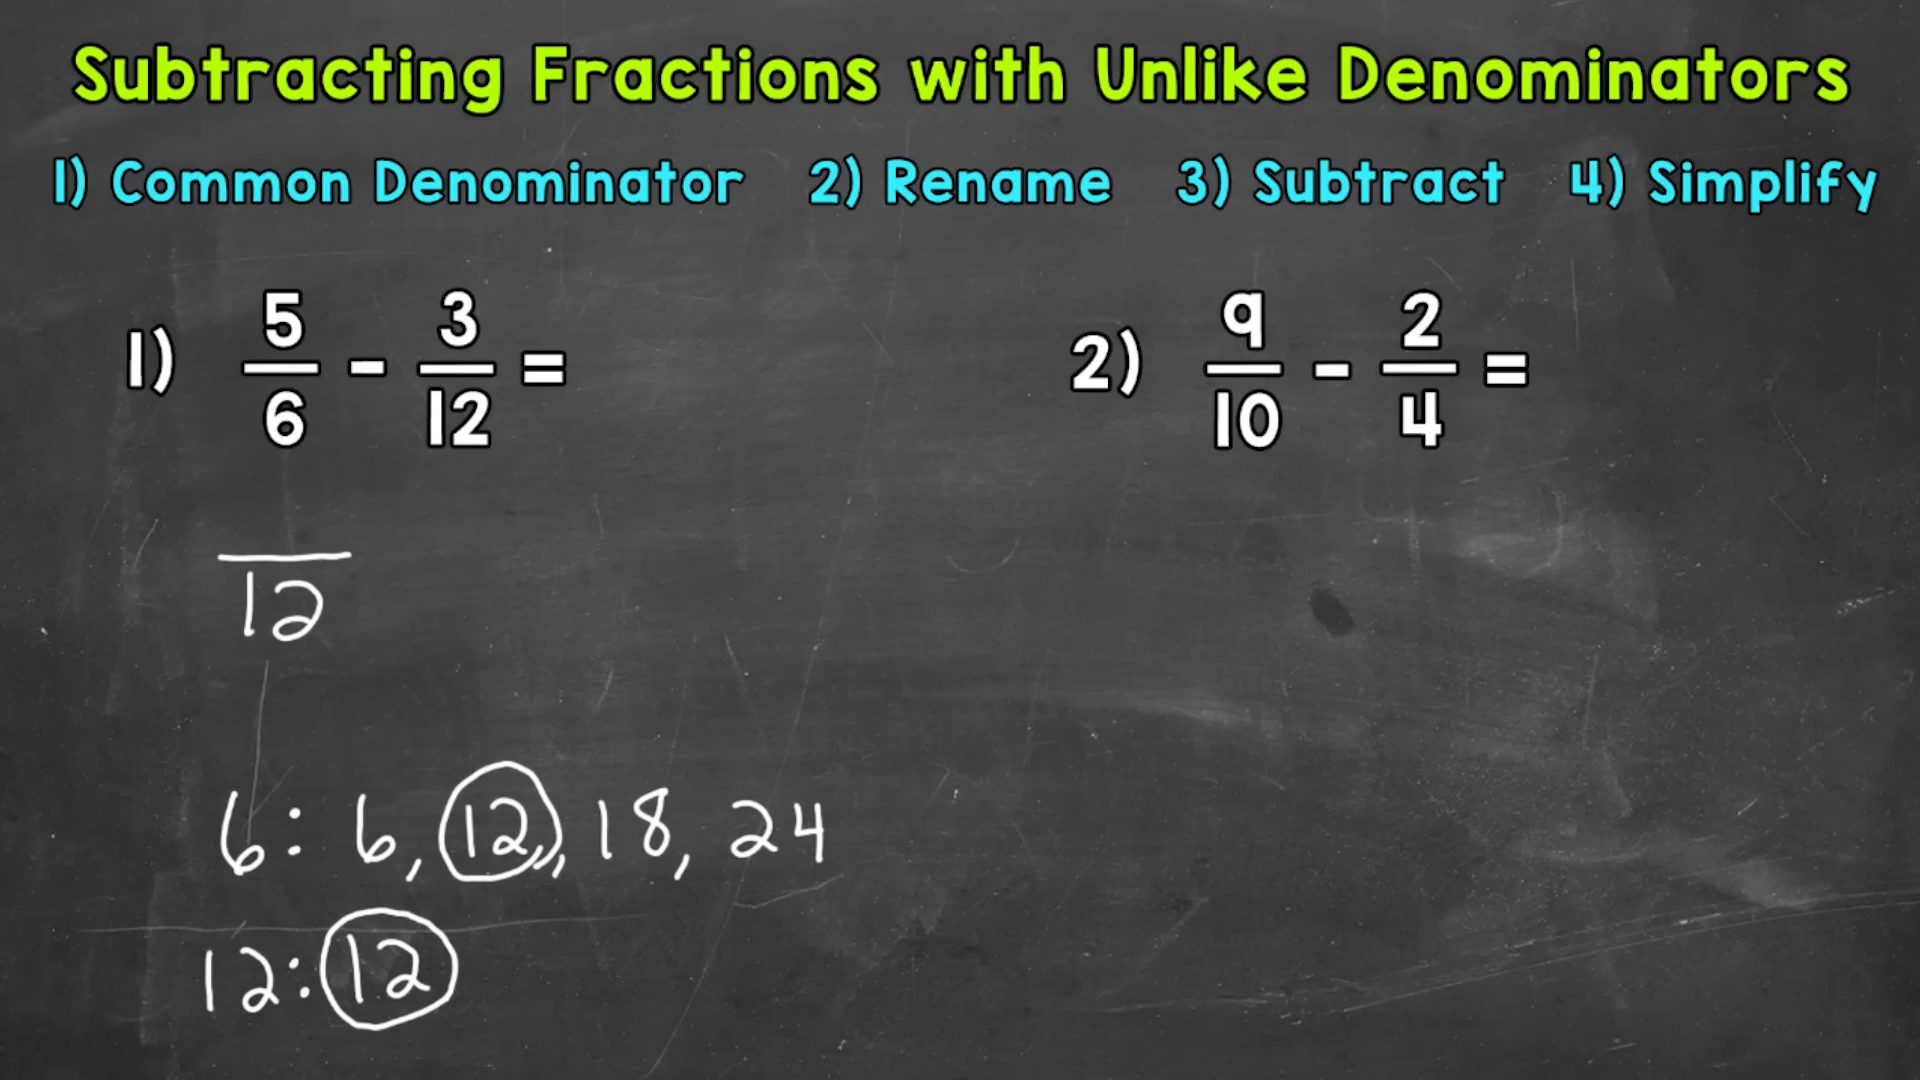 Subtracting Fractions with Unlike Denominators
1) Common Denominator 2) Rename 3) Subtract 4) Simplify
1) 5/6 - 3/12 =
2) 9/10 - 2/4 =
12
6: 6, 12, 18, 24
12: 12